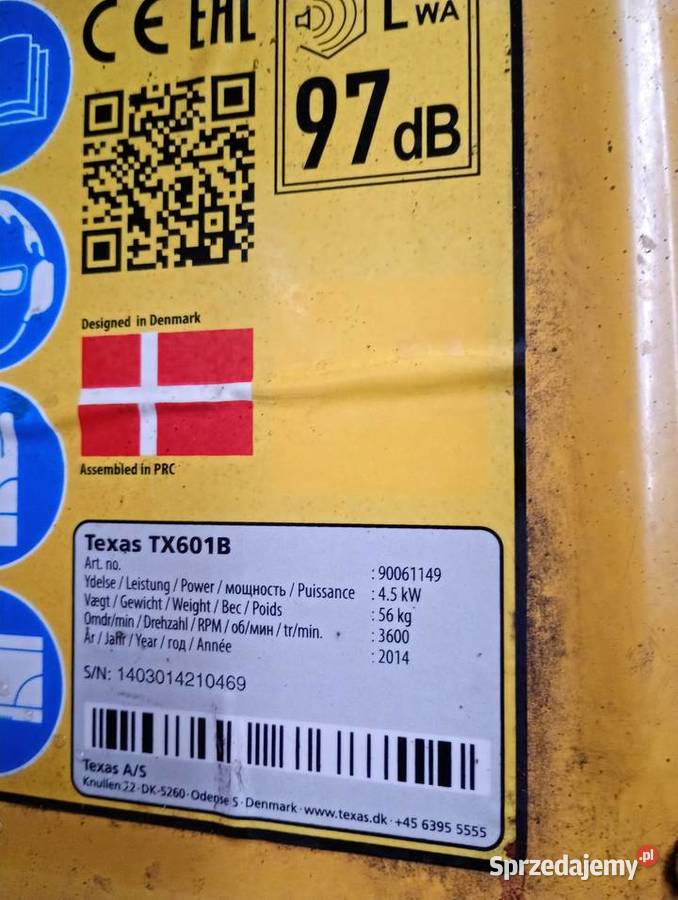 CE EAC
LWA
97dB
Designed in Denmark
Assembled in PRC
Texas TX601B
Art. no. : 90061149
Ydelse / Leistung / Power / мощность / Puissance : 4.5 kW
Vægt / Gewicht / Weight / Вес / Poids : 56 kg
Omdr/min / Drehzahl / RPM / об/мин / tr/min. : 3600
År / Jahr / Year / год / Année : 2014
S/N: 1403014210469
Texas A/S
Knullen 22 · DK-5260 · Odense S · Denmark · www.texas.dk · +45 6395 5555
Sprzedajemy.pl